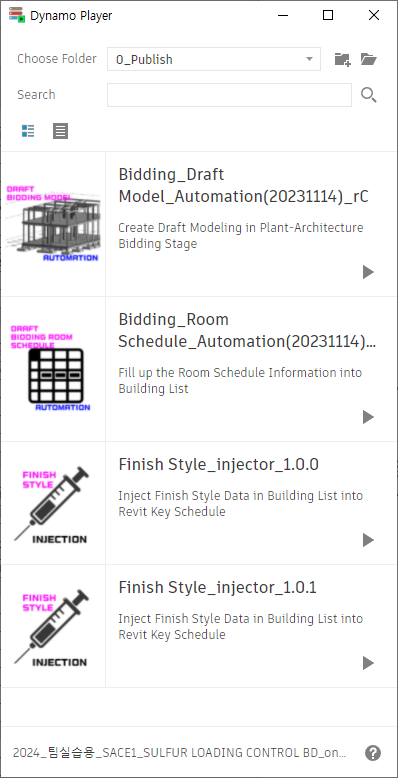 Dynamo Player
Choose Folder
0_Publish
Search
DRAFT
BIDDING MODEL
AUTOMATION
Bidding_Draft
Model_Automation(20231114)_rC
Create Draft Modeling in Plant-Architecture
Bidding Stage
DRAFT
BIDDING ROOM
SCHEDULE
AUTOMATION
Bidding_Room
Schedule_Automation(20231114)...
Fill up the Room Schedule Information into
Building List
FINISH
STYLE
INJECTION
Finish Style_injector_1.0.0
Inject Finish Style Data in Building List into
Revit Key Schedule
FINISH
STYLE
INJECTION
Finish Style_injector_1.0.1
Inject Finish Style Data in Building List into
Revit Key Schedule
2024_팀실습용_SACE1_SULFUR LOADING CONTROL BD_on...
?